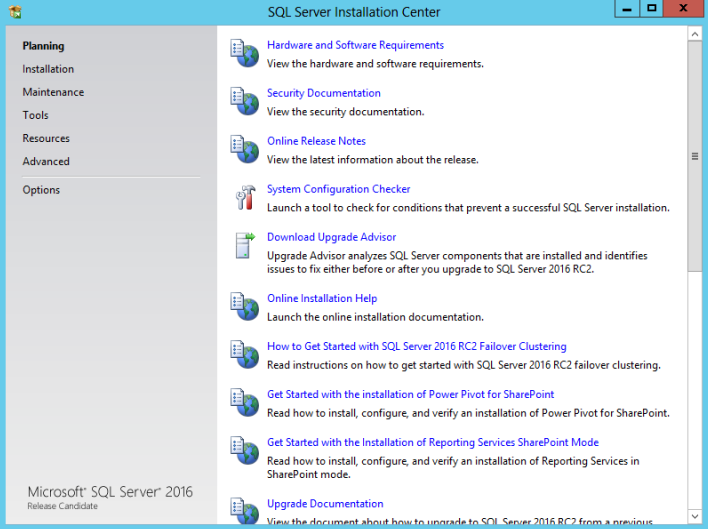 SQL Server Installation Center
Planning
Installation
Maintenance
Tools
Resources
Advanced
Options
Microsoft® SQL Server® 2016
Release Candidate
Hardware and Software Requirements
View the hardware and software requirements.
Security Documentation
View the security documentation.
Online Release Notes
View the latest information about the release.
System Configuration Checker
Launch a tool to check for conditions that prevent a successful SQL Server installation.
Download Upgrade Advisor
Upgrade Advisor analyzes SQL Server components that are installed and identifies
issues to fix either before or after you upgrade to SQL Server 2016 RC2.
Online Installation Help
Launch the online installation documentation.
How to Get Started with SQL Server 2016 RC2 Failover Clustering
Read instructions on how to get started with SQL Server 2016 RC2 failover clustering.
Get Started with the installation of Power Pivot for SharePoint
Read how to install, configure, and verify an installation of Power Pivot for SharePoint.
Get Started with the Installation of Reporting Services SharePoint Mode
Read how to install, configure, and verify an installation of Reporting Services in
SharePoint mode.
Upgrade Documentation
View the document about how to upgrade to SQL Server 2016 RC2 from a previous